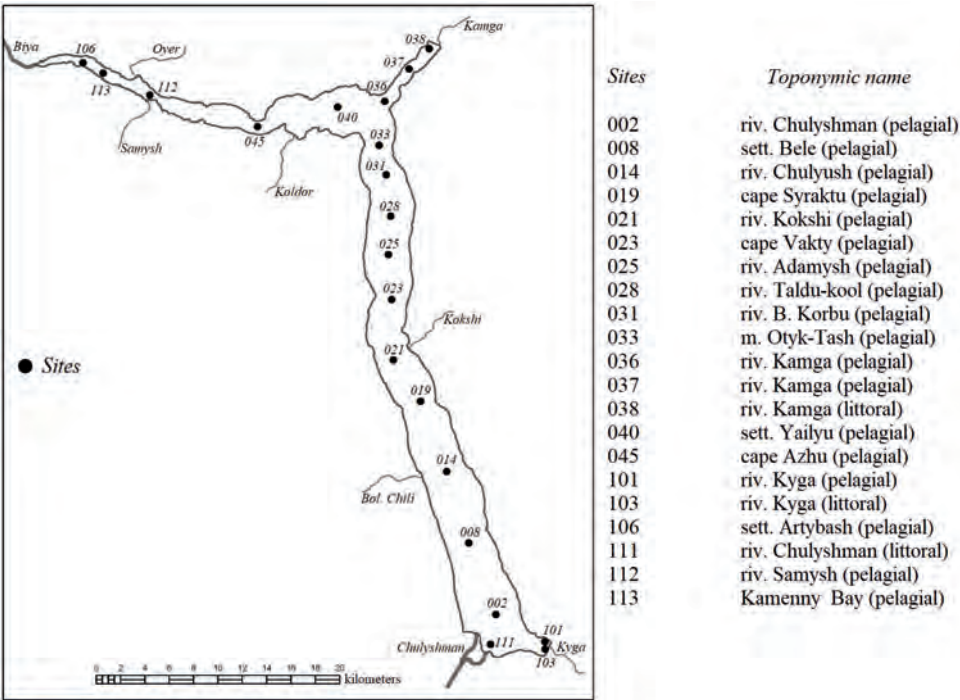 Kamga
038
Biya
106
Oyer
037
113
112
036
040
045
Samysh
033
Koldor
031
028
025
023
Kokshi
021
Sites
019
014
Bol. Chili
008
002
101
Chulyshman
111
Kyga
103
0 2 4 6 8 10 12 14 16 18 20
kilometers
Sites Toponymic name
002 riv. Chulyshman (pelagial)
008 sett. Bele (pelagial)
014 riv. Chulyush (pelagial)
019 cape Syraktu (pelagial)
021 riv. Kokshi (pelagial)
023 cape Vakty (pelagial)
025 riv. Adamysh (pelagial)
028 riv. Taldu-kool (pelagial)
031 riv. B. Korbu (pelagial)
033 m. Otyk-Tash (pelagial)
036 riv. Kamga (pelagial)
037 riv. Kamga (pelagial)
038 riv. Kamga (littoral)
040 sett. Yailyu (pelagial)
045 cape Azhu (pelagial)
101 riv. Kyga (pelagial)
103 riv. Kyga (littoral)
106 sett. Artybash (pelagial)
111 riv. Chulyshman (littoral)
112 riv. Samysh (pelagial)
113 Kamenny Bay (pelagial)